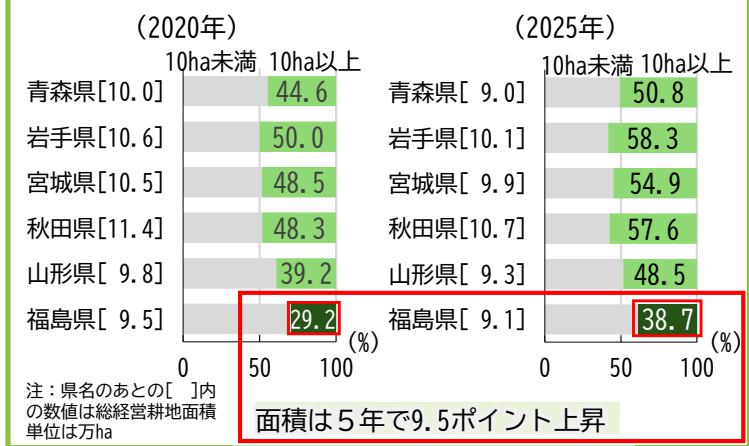 (2020年)
10ha未満 10ha以上
青森県[10.0] 44.6
岩手県[10.6] 50.0
宮城県[10.5] 48.5
秋田県[11.4] 48.3
山形県[ 9.8] 39.2
福島県[ 9.5] 29.2
(%)
0 50 100
注：県名のあとの[　]内
の数値は総経営耕地面積
単位は万ha
(2025年)
10ha未満 10ha以上
青森県[ 9.0] 50.8
岩手県[10.1] 58.3
宮城県[ 9.9] 54.9
秋田県[10.7] 57.6
山形県[ 9.3] 48.5
福島県[ 9.1] 38.7
(%)
0 50 100
面積は５年で9.5ポイント上昇